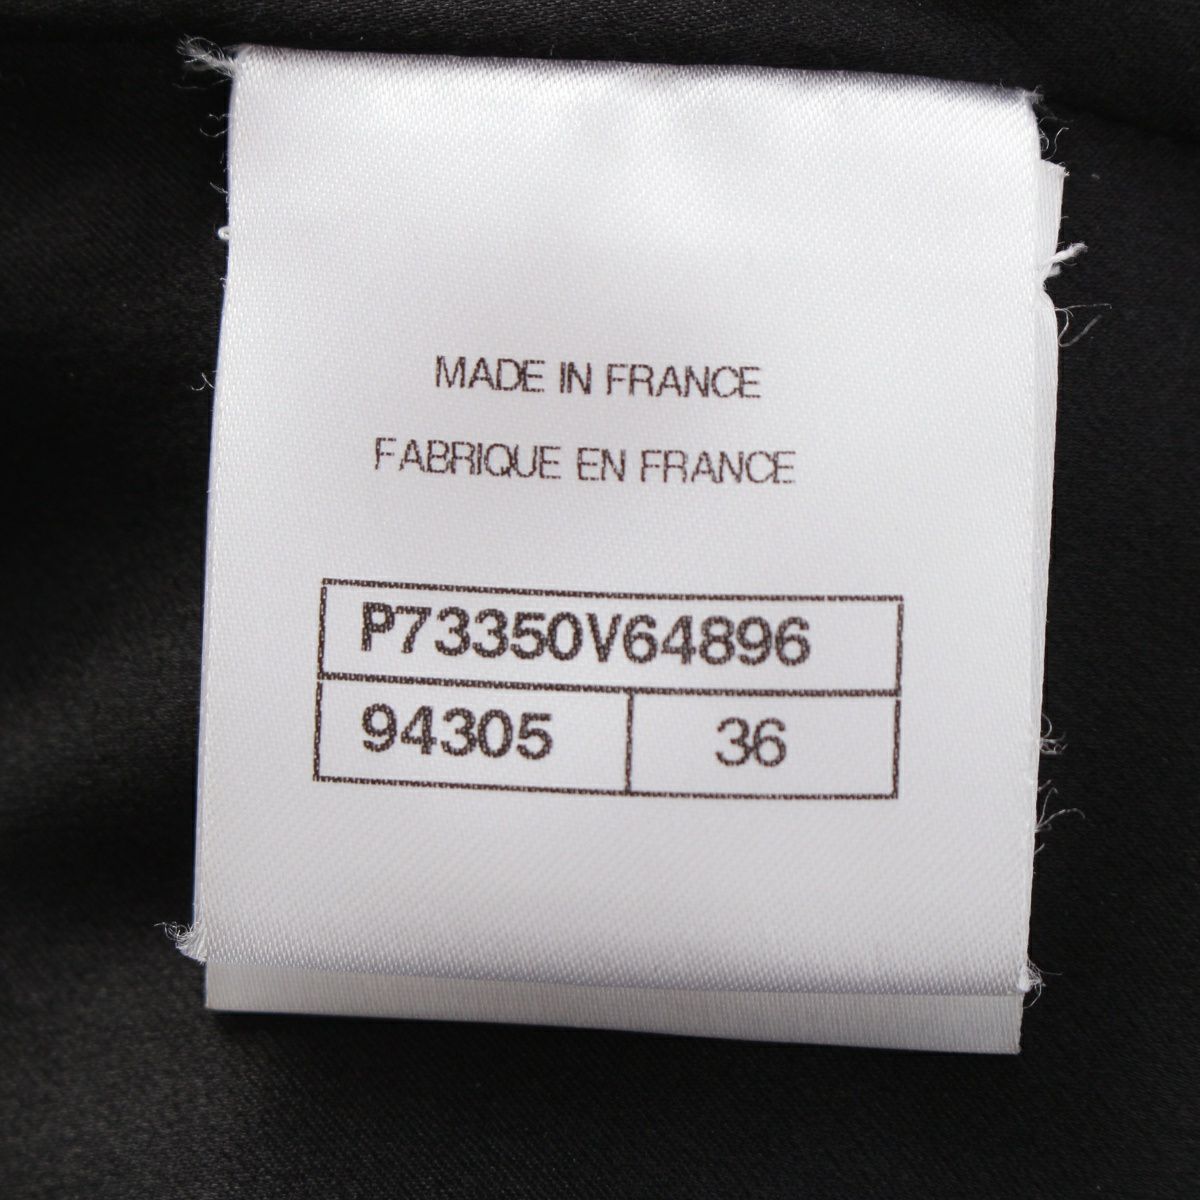 MADE IN FRANCE
FABRIQUE EN FRANCE
P73350V64896
94305 36